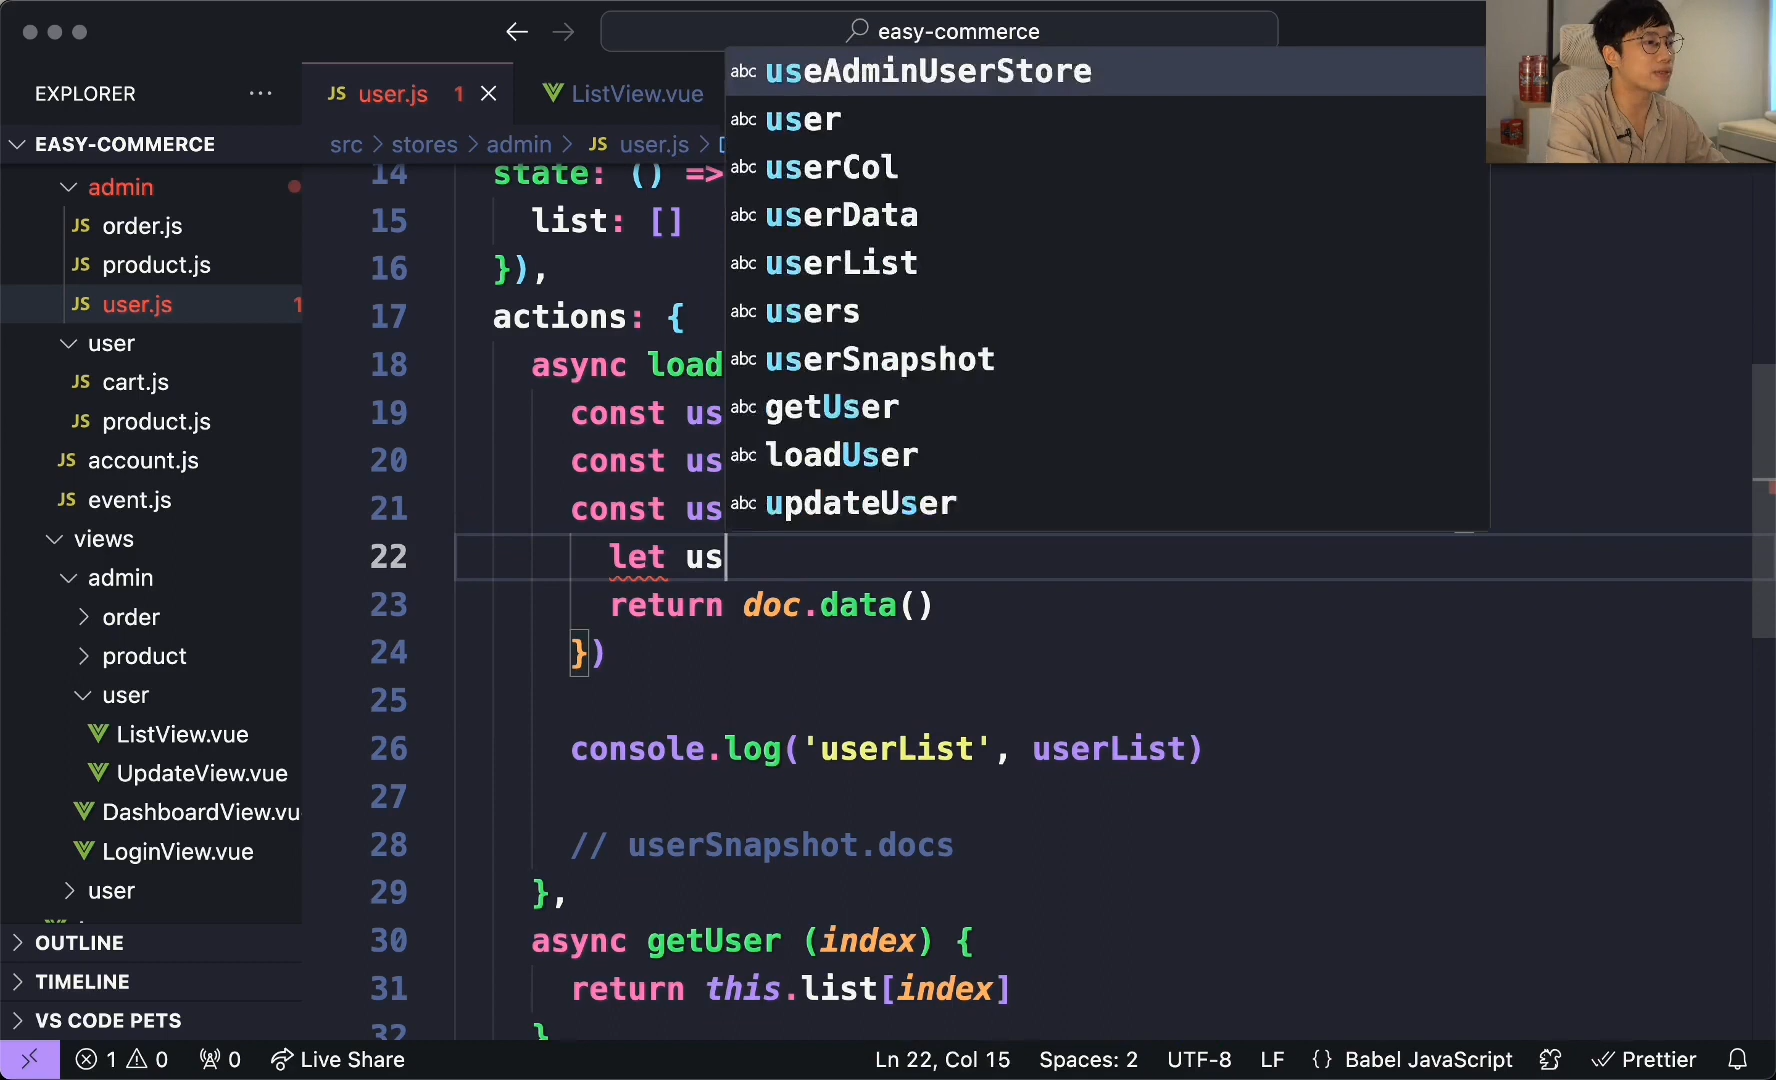 easy-commerce
EXPLORER
JS user.js 1
ListView.vue
EASY-COMMERCE
src > stores > admin > JS user.js >
admin
JS order.js
JS product.js
JS user.js 1
user
JS cart.js
JS product.js
JS account.js
JS event.js
views
admin
order
product
user
ListView.vue
UpdateView.vue
DashboardView.vu
LoginView.vue
user
OUTLINE
TIMELINE
VS CODE PETS
14 state: () =>
15 list: []
16 }),
17 actions: {
18 async load
19 const us
20 const us
21 const us
22 let us
23 return doc.data()
24 })
25
26 console.log('userList', userList)
27
28 // userSnapshot.docs
29 },
30 async getUser (index) {
31 return this.list[index]
32 }
abc useAdminUserStore
abc user
abc userCol
abc userData
abc userList
abc users
abc userSnapshot
abc getUser
abc loadUser
abc updateUser
1 0 0 Live Share Ln 22, Col 15 Spaces: 2 UTF-8 LF {} Babel JavaScript Prettier